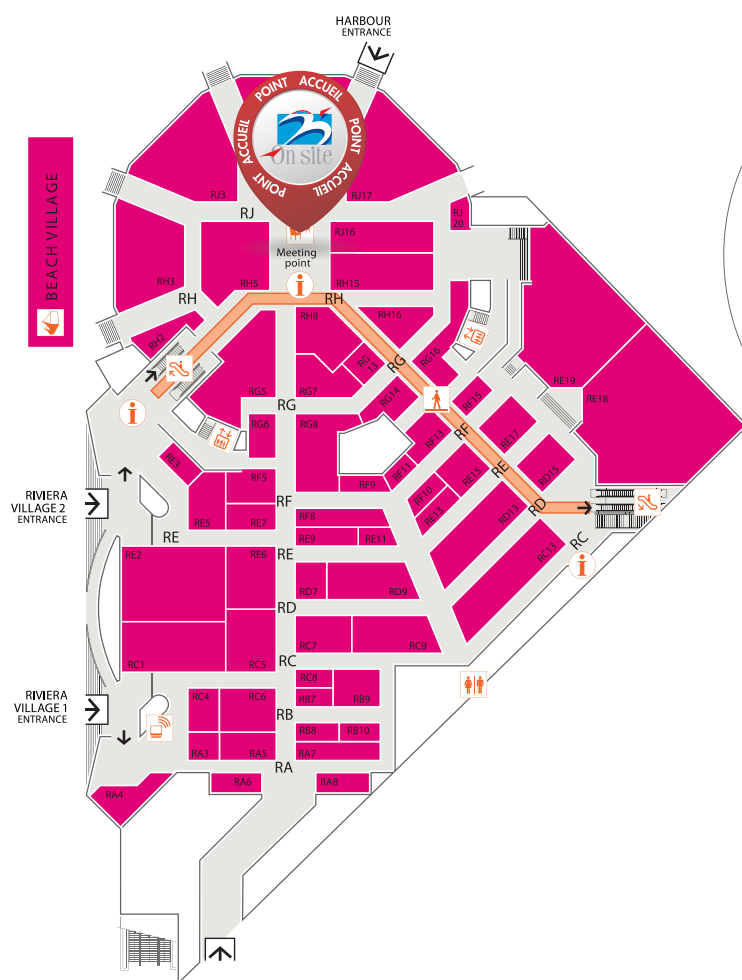 HARBOUR
ENTRANCE
POINT ACCUEIL
POINT ACCUEIL
POINT ACCUEIL
On site
BEACH VILLAGE
RJ3
RJ17
RJ
RJ
20
RJ16
Meeting
point
RH3
RH5
RH15
RH
RH
RH2
RH8
RH16
RG
RG16
RG
13
RE19
RE18
RG5
RG7
RG14
RF15
RG
RG6
RG8
RF13
RF
RE17
RE3
RF11
RE15
RE
RD15
RF5
RF9
RF10
RF
RE13
RD13
RD
RE5
RE7
RF8
RE
RE9
RE11
RC
RC13
RIVIERA
VILLAGE 2
ENTRANCE
RE2
RE6
RE
RD7
RD9
RD
RC7
RC9
RC1
RC5
RC
RIVIERA
VILLAGE 1
ENTRANCE
RC4
RC6
RC8
RB7
RB9
RB
RB8
RB10
RA3
RA5
RA7
RA
RA4
RA6
RA8